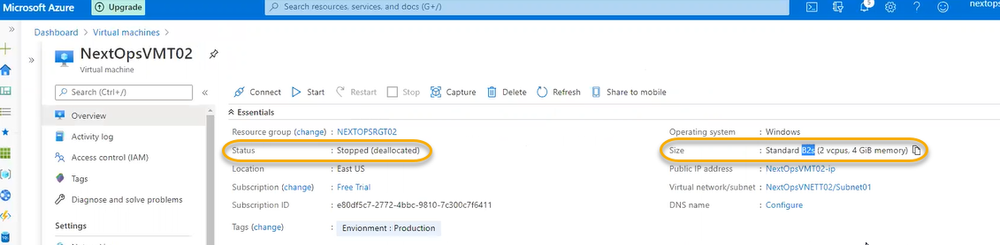 Microsoft Azure Upgrade Search resources, services, and docs (G+/) 5 nextops
Dashboard > Virtual machines >
NextOpsVMT02
Virtual machine
Search (Ctrl+/) « Connect Start Restart Stop Capture Delete Refresh Share to mobile
Overview
Activity log
Access control (IAM)
Tags
Diagnose and solve problems
Settings
Essentials
Resource group (change) : NEXTOPSRGT02
Status : Stopped (deallocated)
Location : East US
Subscription (change) : Free Trial
Subscription ID : e80df5c7-2772-4bbc-9810-7c300c7f6411
Tags (change) : Envionment : Production
Operating system : Windows
Size : Standard B2s (2 vcpus, 4 GiB memory)
Public IP address : NextOpsVMT02-ip
Virtual network/subnet : NextOpsVNETT02/Subnet01
DNS name : Configure